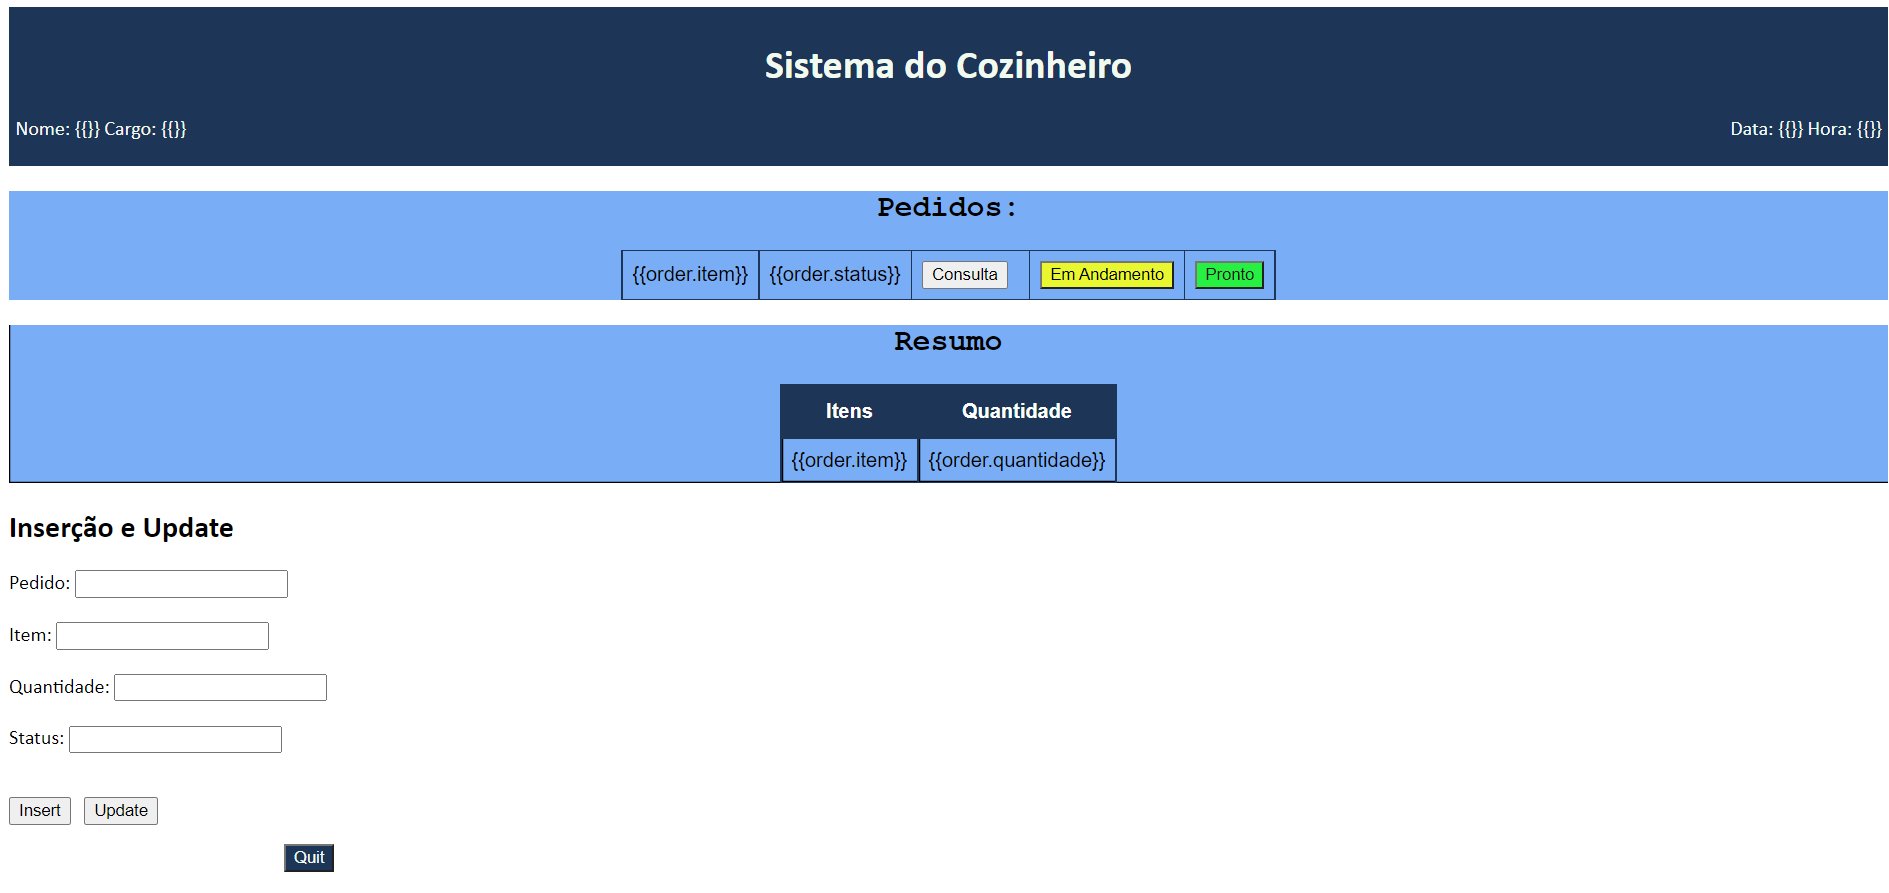 Sistema do Cozinheiro
Nome: {{}} Cargo: {{}} Data: {{}} Hora: {{}}
Pedidos:
{{order.item}} {{order.status}} Consulta Em Andamento Pronto
Resumo
Itens Quantidade
{{order.item}} {{order.quantidade}}
Inserção e Update
Pedido:
Item:
Quantidade:
Status:
Insert Update
Quit